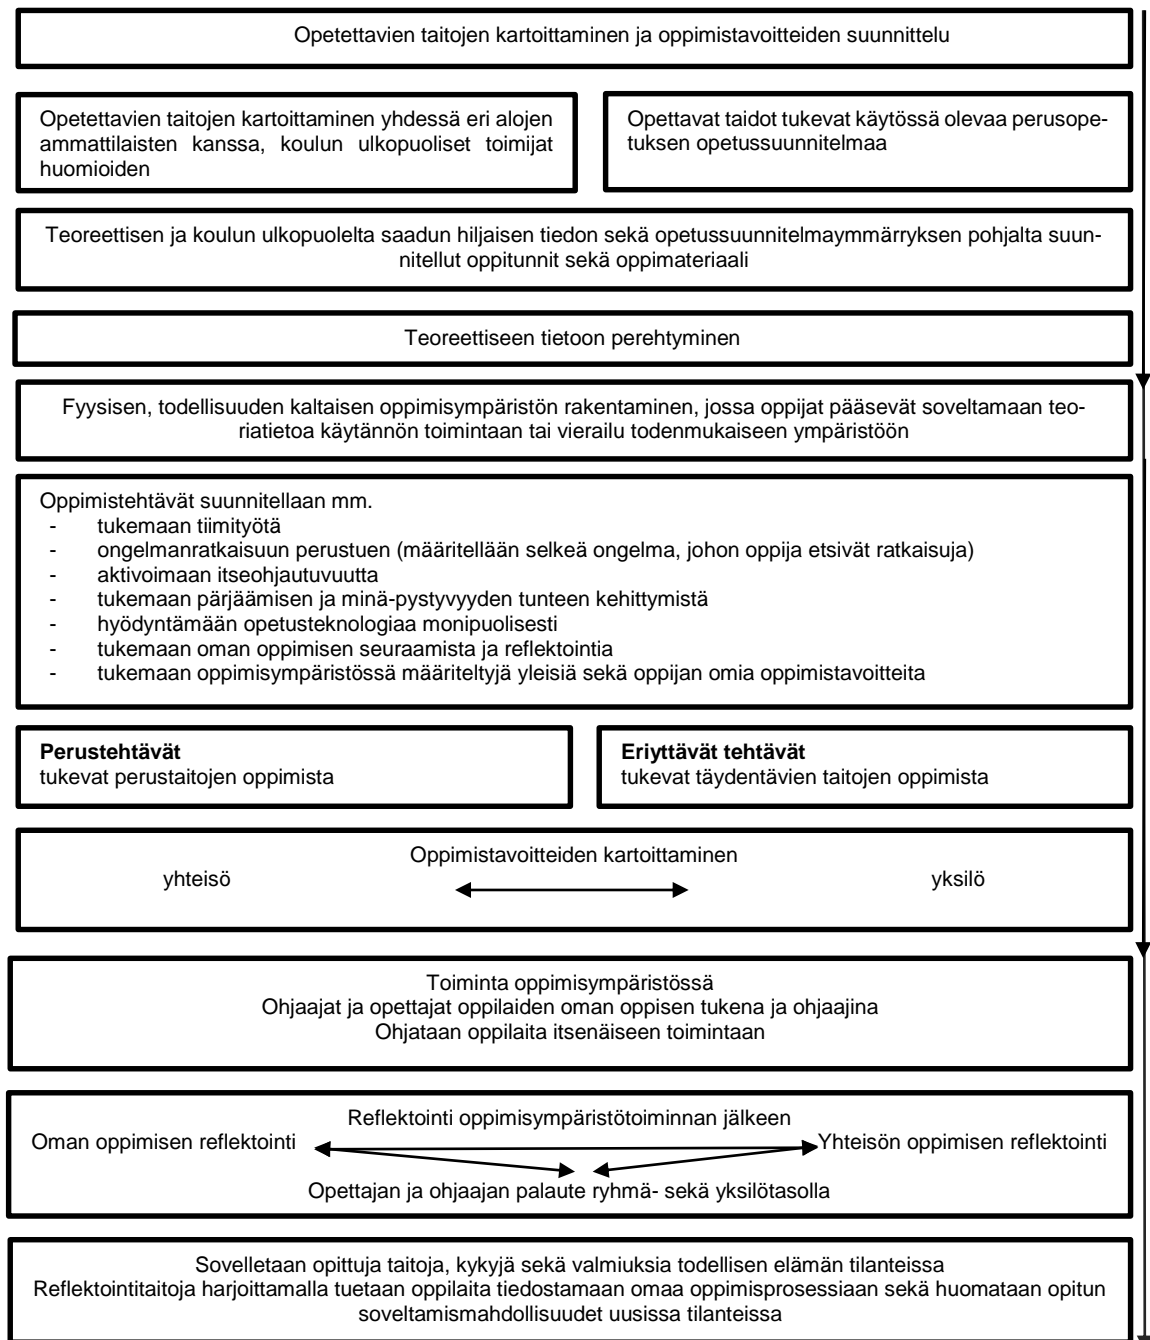 Opetettavien taitojen kartoittaminen ja oppimistavoitteiden suunnittelu
Opetettavien taitojen kartoittaminen yhdessä eri alojen
ammattilaisten kanssa, koulun ulkopuoliset toimijat
huomioiden
Opettavat taidot tukevat käytössä olevaa perusope-
tuksen opetussuunnitelmaa
Teoreettisen ja koulun ulkopuolelta saadun hiljaisen tiedon sekä opetussuunnitelmaymmärryksen pohjalta suun-
nitellut oppitunnit sekä oppimateriaali
Teoreettiseen tietoon perehtyminen
Fyysisen, todellisuuden kaltaisen oppimisympäristön rakentaminen, jossa oppijat pääsevät soveltamaan teo-
riatietoa käytännön toimintaan tai vierailu todenmukaiseen ympäristöön
Oppimistehtävät suunnitellaan mm.
- tukemaan tiimityötä
- ongelmanratkaisuun perustuen (määritellään selkeä ongelma, johon oppija etsivät ratkaisuja)
- aktivoimaan itseohjautuvuutta
- tukemaan pärjäämisen ja minä-pystyvyyden tunteen kehittymistä
- hyödyntämään opetusteknologiaa monipuolisesti
- tukemaan oman oppimisen seuraamista ja reflektointia
- tukemaan oppimisympäristössä määriteltyjä yleisiä sekä oppijan omia oppimistavoitteita
Perustehtävät
tukevat perustaitojen oppimista
Eriyttävät tehtävät
tukevat täydentävien taitojen oppimista
Oppimistavoitteiden kartoittaminen
yhteisö yksilö
Toiminta oppimisympäristössä
Ohjaajat ja opettajat oppilaiden oman oppisen tukena ja ohjaajina
Ohjataan oppilaita itsenäiseen toimintaan
Reflektointi oppimisympäristötoiminnan jälkeen
Oman oppimisen reflektointi Yhteisön oppimisen reflektointi
Opettajan ja ohjaajan palaute ryhmä- sekä yksilötasolla
Sovelletaan opittuja taitoja, kykyjä sekä valmiuksia todellisen elämän tilanteissa
Reflektointitaitoja harjoittamalla tuetaan oppilaita tiedostamaan omaa oppimisprosessiaan sekä huomataan opitun
soveltamismahdollisuudet uusissa tilanteissa